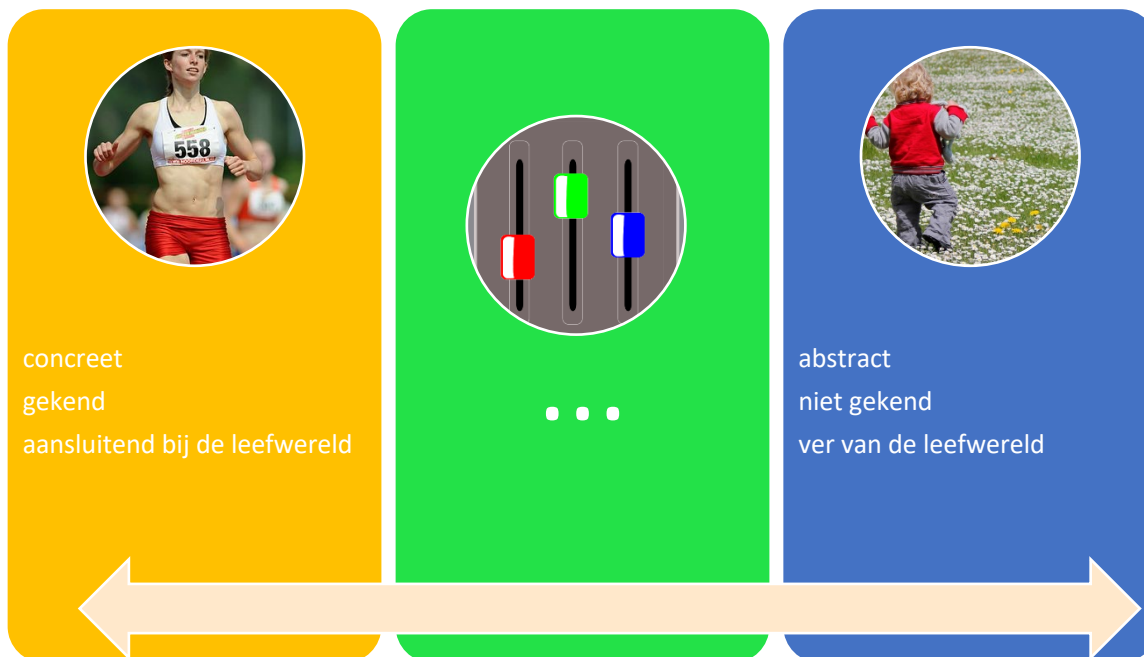 558
concreet
gekend
aansluitend bij de leefwereld
...
abstract
niet gekend
ver van de leefwereld